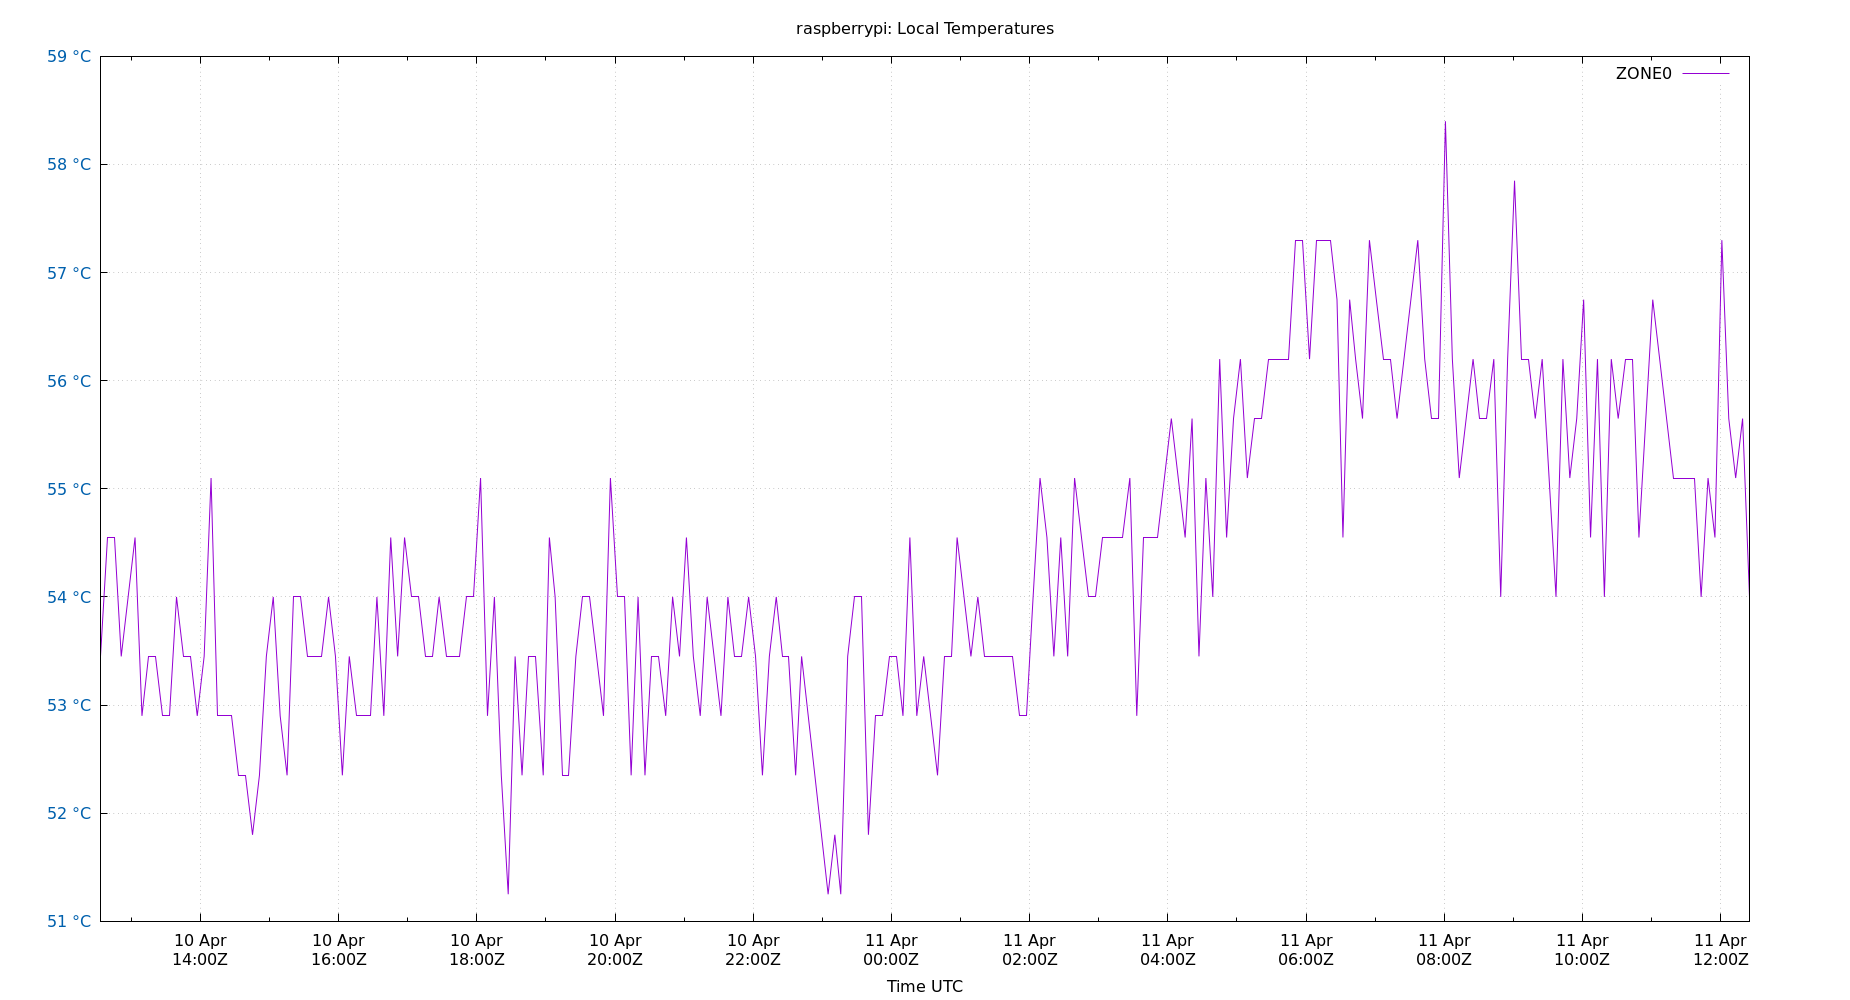 raspberrypi: Local Temperatures
59 °C
ZONE0
58 °C
57 °C
56 °C
55 °C
54 °C
53 °C
52 °C
51 °C
10 Apr 10 Apr 10 Apr 10 Apr 10 Apr 11 Apr 11 Apr 11 Apr 11 Apr 11 Apr 11 Apr 11 Apr
14:00Z 16:00Z 18:00Z 20:00Z 22:00Z 00:00Z 02:00Z 04:00Z 06:00Z 08:00Z 10:00Z 12:00Z
Time UTC